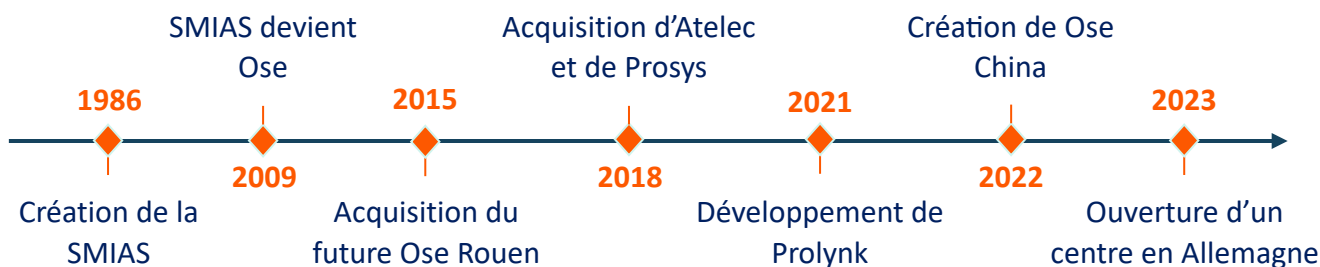 SMIAS devient
Ose
Acquisition d'Atelec
et de Prosys
Création de Ose
China
1986
2015
2021
2023
2009
2018
2022
Création de la
SMIAS
Acquisition du
future Ose Rouen
Développement de
Prolynk
Ouverture d'un
centre en Allemagne